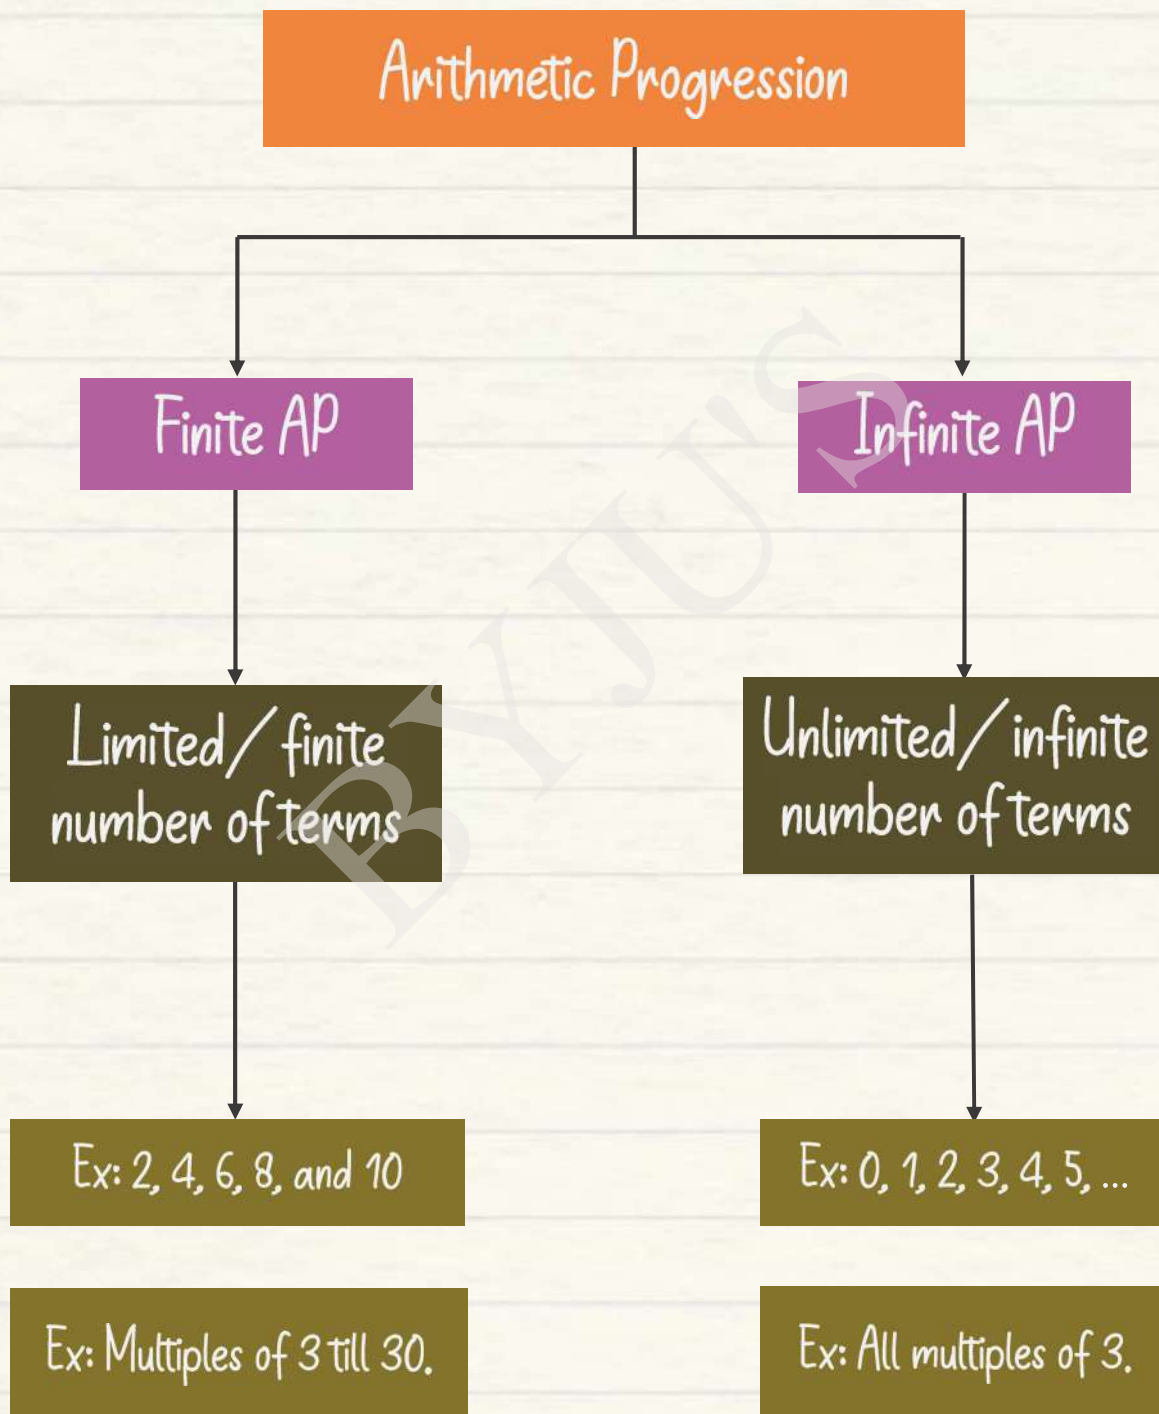 Arithmetic Progression
Finite AP
Infinite AP
Limited/finite
number of terms
Unlimited/infinite
number of terms
Ex: 2, 4, 6, 8, and 10
Ex: 0, 1, 2, 3, 4, 5, ...
Ex: Multiples of 3 till 30.
Ex: All multiples of 3.
BYJU'S